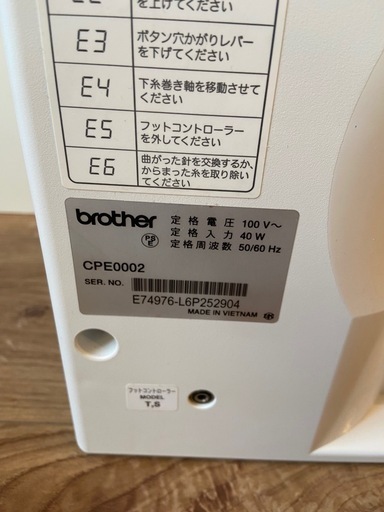 を上げてください
E3
ボタン穴かがりレバー
を下げてください
E4
下糸巻き軸を移動させて
ください
E5
フットコントローラー
を外してください
E6
曲がった針を交換するか、
からまった糸を取り除い
てください
brother
定格電圧 100 V～
定格入力 40 W
定格周波数 50/60 Hz
CPE0002
SER. NO.
E74976-L6P252904
MADE IN VIETNAM
フットコントローラー
MODEL
T,S